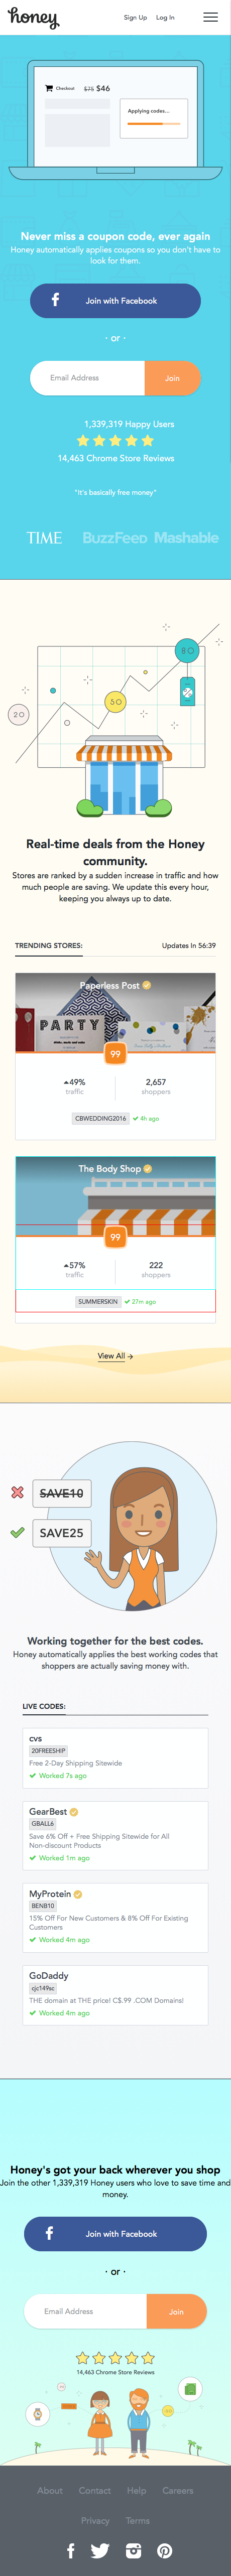 honey
Sign Up Log In
Checkout $75 $46
Applying codes...
Never miss a coupon code, ever again
Honey automatically applies coupons so you don't have to
look for them.
f Join with Facebook
· or ·
Email Address Join
1,339,319 Happy Users
14,463 Chrome Store Reviews
"It's basically free money"
TIME BuzzFeed Mashable
80
50
20
Real-time deals from the Honey
community.
Stores are ranked by a sudden increase in traffic and how
much people are saving. We update this every hour,
keeping you always up to date.
TRENDING STORES: Updates In 56:39
Paperless Post
PARTY
99
49% 2,657
traffic shoppers
CBWEDDING2016 4h ago
The Body Shop
99
57% 222
traffic shoppers
SUMMERSKIN 27m ago
View All →
SAVE10
SAVE25
Working together for the best codes.
Honey automatically applies the best working codes that
shoppers are actually saving money with.
LIVE CODES:
cvs
20FREESHIP
Free 2-Day Shipping Sitewide
Worked 7s ago
GearBest
GBALL6
Save 6% Off + Free Shipping Sitewide for All
Non-discount Products
Worked 1m ago
MyProtein
BENB10
15% Off For New Customers & 8% Off For Existing
Customers
Worked 4m ago
GoDaddy
cjc149sc
THE domain at THE price! C$.99 .COM Domains!
Worked 4m ago
Honey's got your back wherever you shop
Join the other 1,339,319 Honey users who love to save time and
money.
f Join with Facebook
· or ·
Email Address Join
14,463 Chrome Store Reviews
About Contact Help Careers
Privacy Terms